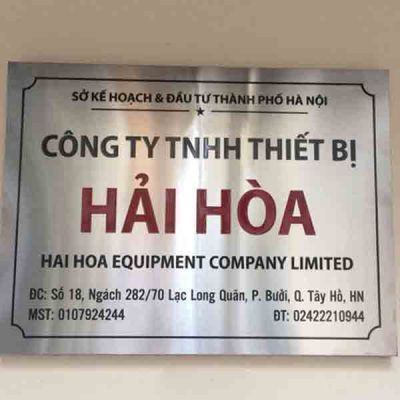 SỞ KẾ HOẠCH & ĐẦU TƯ THÀNH PHỐ HÀ NỘI
CÔNG TY TNHH THIẾT BỊ
HẢI HÒA
HAI HOA EQUIPMENT COMPANY LIMITED
ĐC: Số 18, Ngách 282/70 Lạc Long Quân, P. Bưởi, Q. Tây Hồ, HN
MST: 0107924244 ĐT: 02422210944